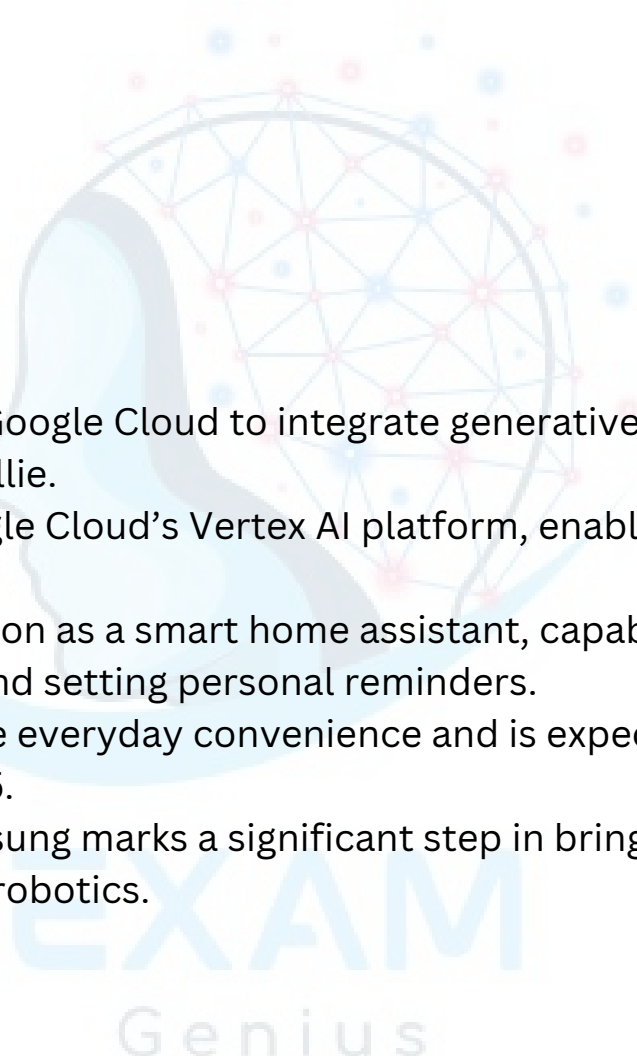 Google Cloud to integrate generative
llie.
gle Cloud’s Vertex AI platform, enabl
on as a smart home assistant, capab
nd setting personal reminders.
e everyday convenience and is expec
5.
sung marks a significant step in bring
robotics.
EXAM
Genius